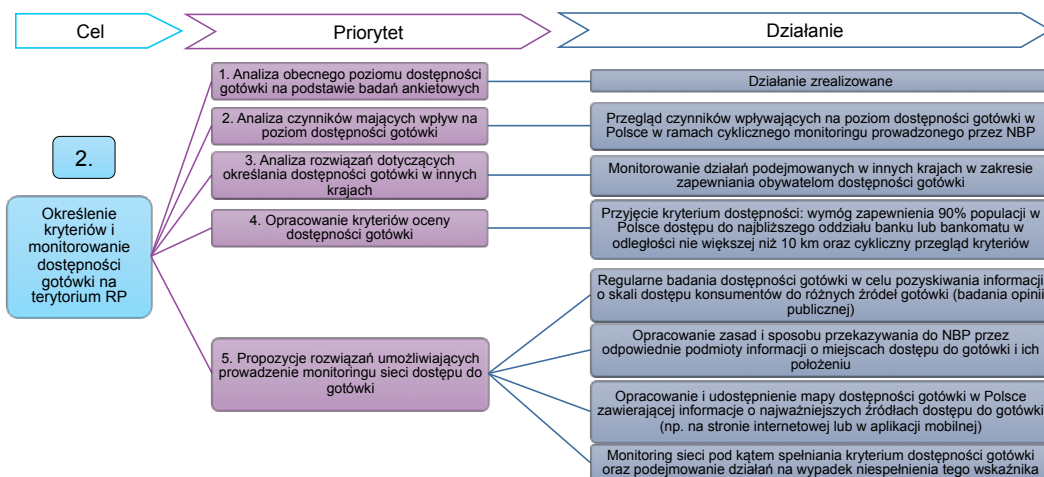 Cel
Priorytet
Działanie
2.
Określenie
kryteriów i
monitorowanie
dostępności
gotówki na
terytorium RP
1. Analiza obecnego poziomu dostępności
gotówki na podstawie badań ankietowych
Działanie zrealizowane
2. Analiza czynników mających wpływ na
poziom dostępności gotówki
Przegląd czynników wpływających na poziom dostępności gotówki w
Polsce w ramach cyklicznego monitoringu prowadzonego przez NBP
3. Analiza rozwiązań dotyczących
określania dostępności gotówki w innych
krajach
Monitorowanie działań podejmowanych w innych krajach w zakresie
zapewniania obywatelom dostępności gotówki
4. Opracowanie kryteriów oceny
dostępności gotówki
Przyjęcie kryterium dostępności: wymóg zapewnienia 90% populacji w
Polsce dostępu do najbliższego oddziału banku lub bankomatu w
odległości nie większej niż 10 km oraz cykliczny przegląd kryteriów
5. Propozycje rozwiązań umożliwiających
prowadzenie monitoringu sieci dostępu do
gotówki
Regularne badania dostępności gotówki w celu pozyskiwania informacji
o skali dostępu konsumentów do różnych źródeł gotówki (badania opinii
publicznej)
Opracowanie zasad i sposobu przekazywania do NBP przez
odpowiednie podmioty informacji o miejscach dostępu do gotówki i ich
położeniu
Opracowanie i udostępnienie mapy dostępności gotówki w Polsce
zawierającej informacje o najważniejszych źródłach dostępu do gotówki
(np. na stronie internetowej lub w aplikacji mobilnej)
Monitoring sieci pod kątem spełniania kryterium dostępności gotówki
oraz podejmowanie działań na wypadek niespełnienia tego wskaźnika